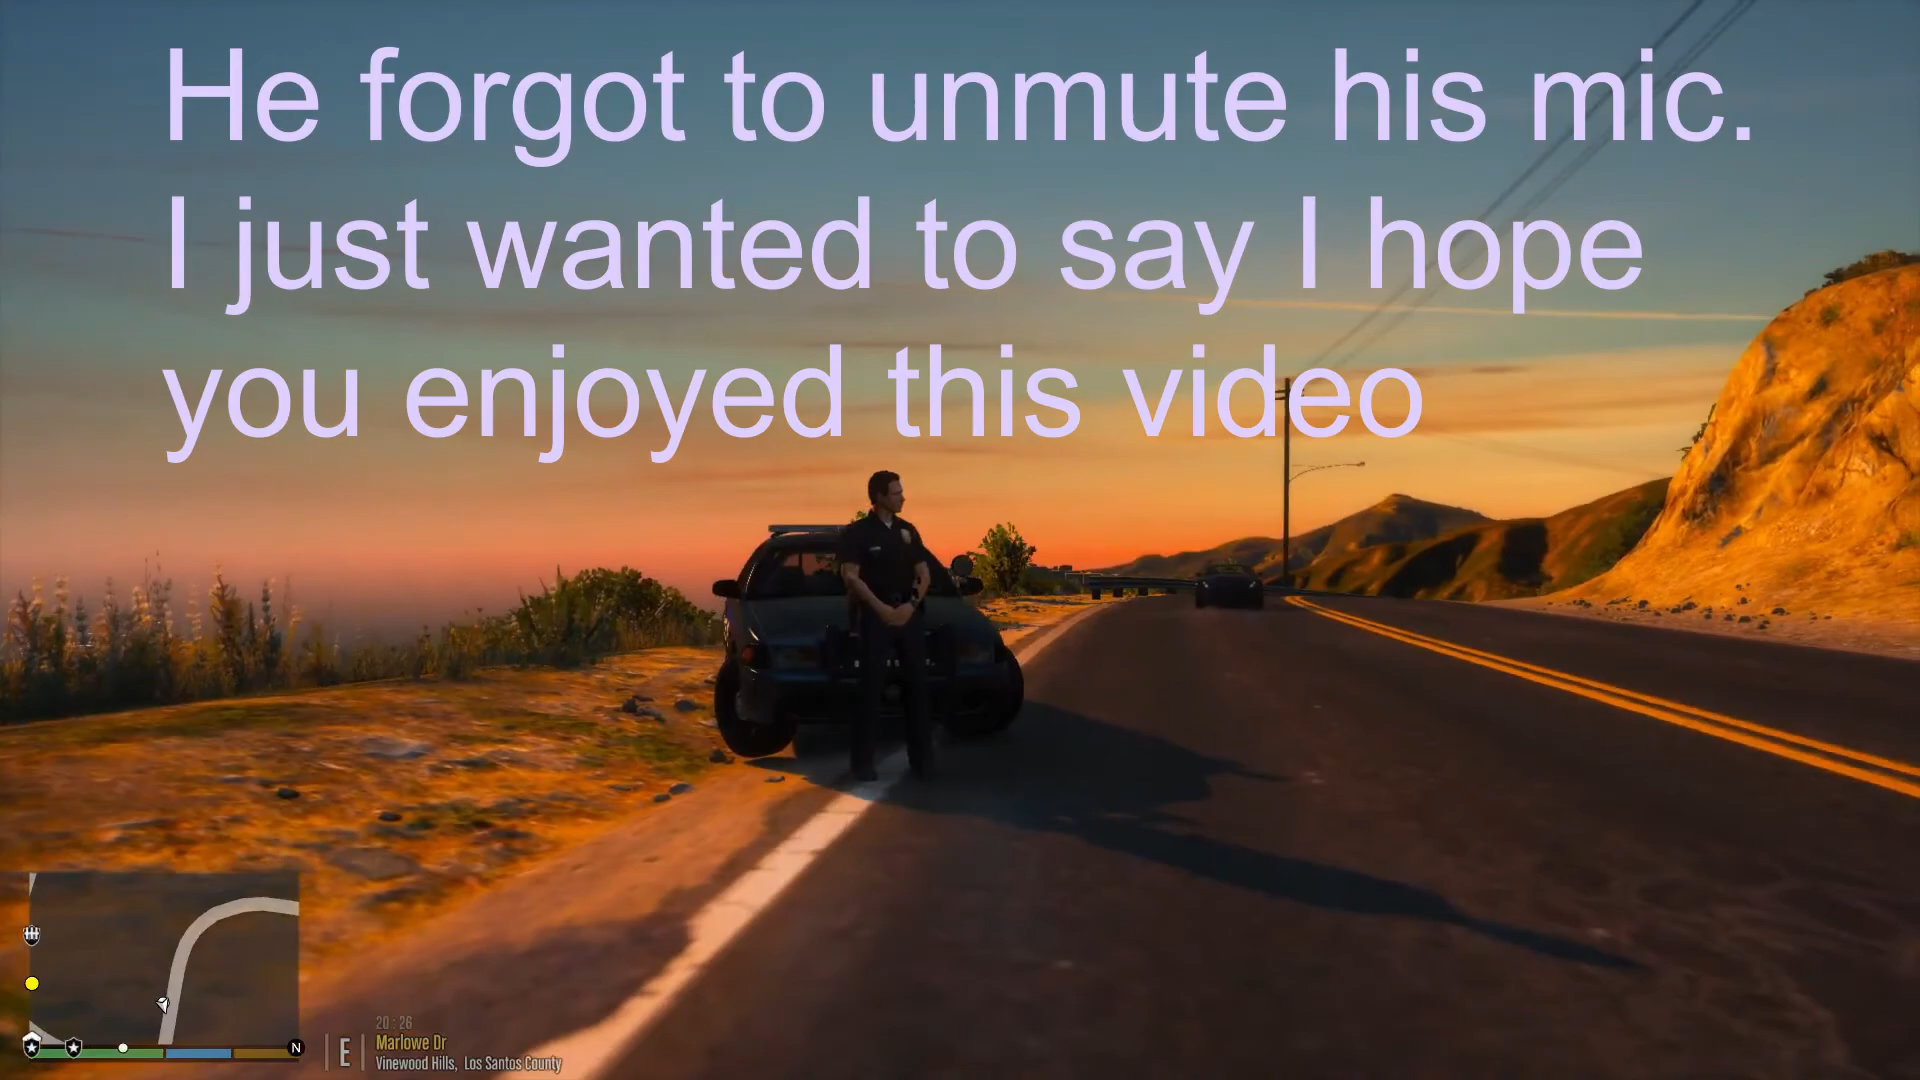 He forgot to unmute his mic.
I just wanted to say I hope
you enjoyed this video
N
20 : 26
E
Marlowe Dr
Vinewood Hills, Los Santos County